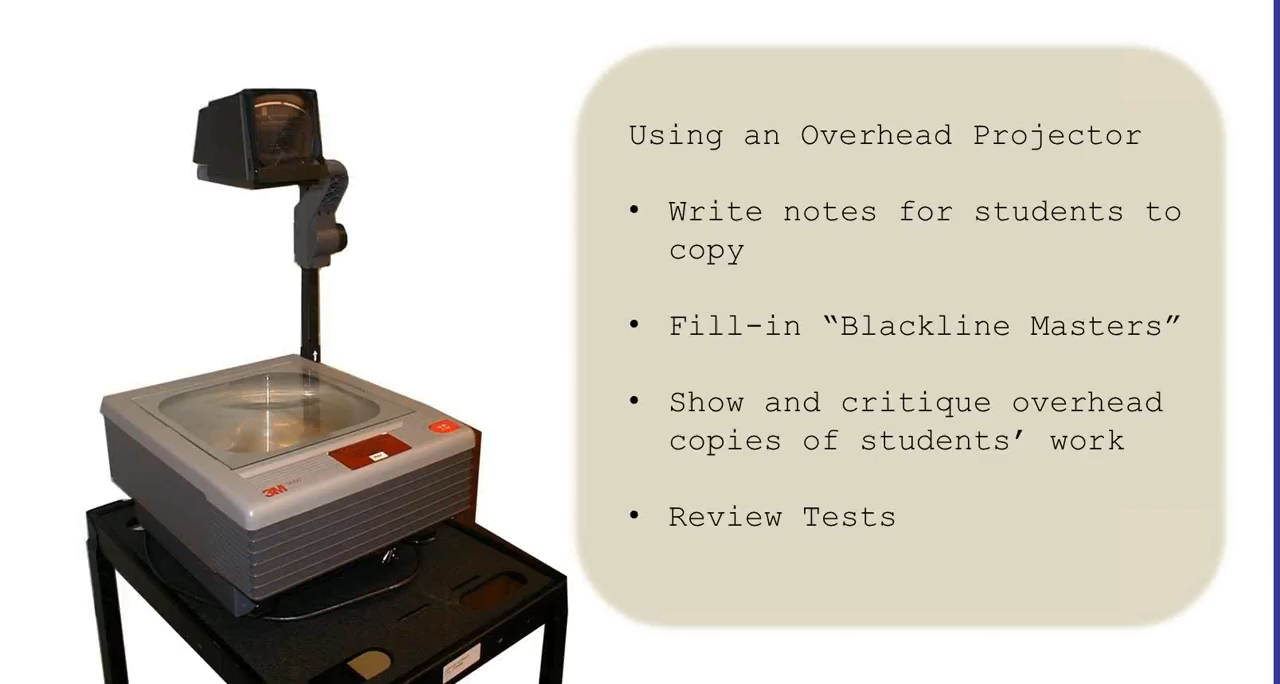 Using an Overhead Projector
• Write notes for students to
copy
• Fill-in “Blackline Masters”
• Show and critique overhead
copies of students’ work
• Review Tests
3M